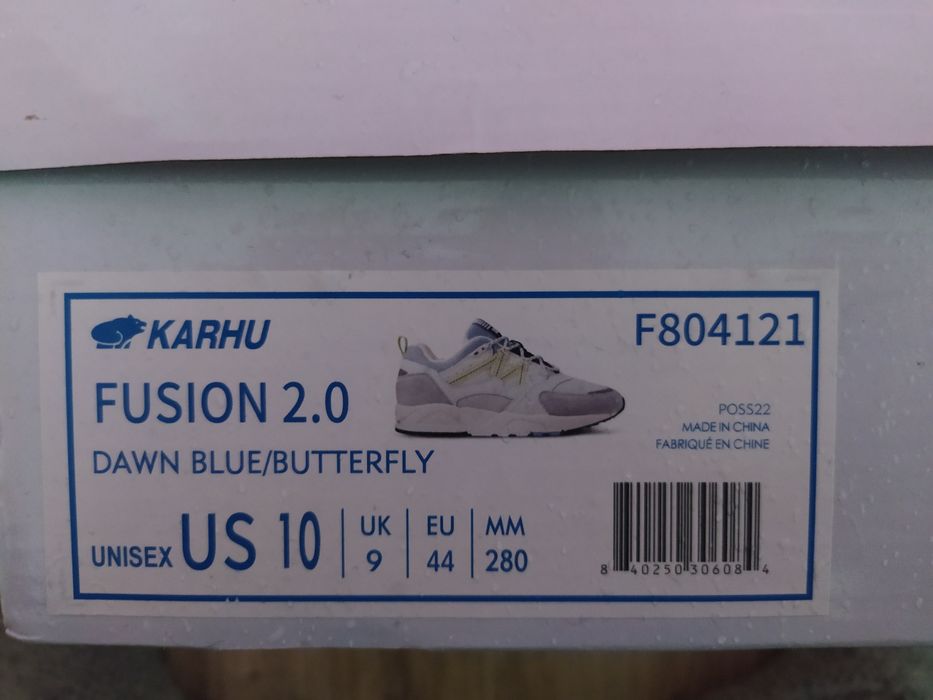 KARHU
F804121
FUSION 2.0
DAWN BLUE/BUTTERFLY
POSS22
MADE IN CHINA
FABRIQUÉ EN CHINE
UNISEX US 10
UK 9
EU 44
MM 280
8 40250 30608 4